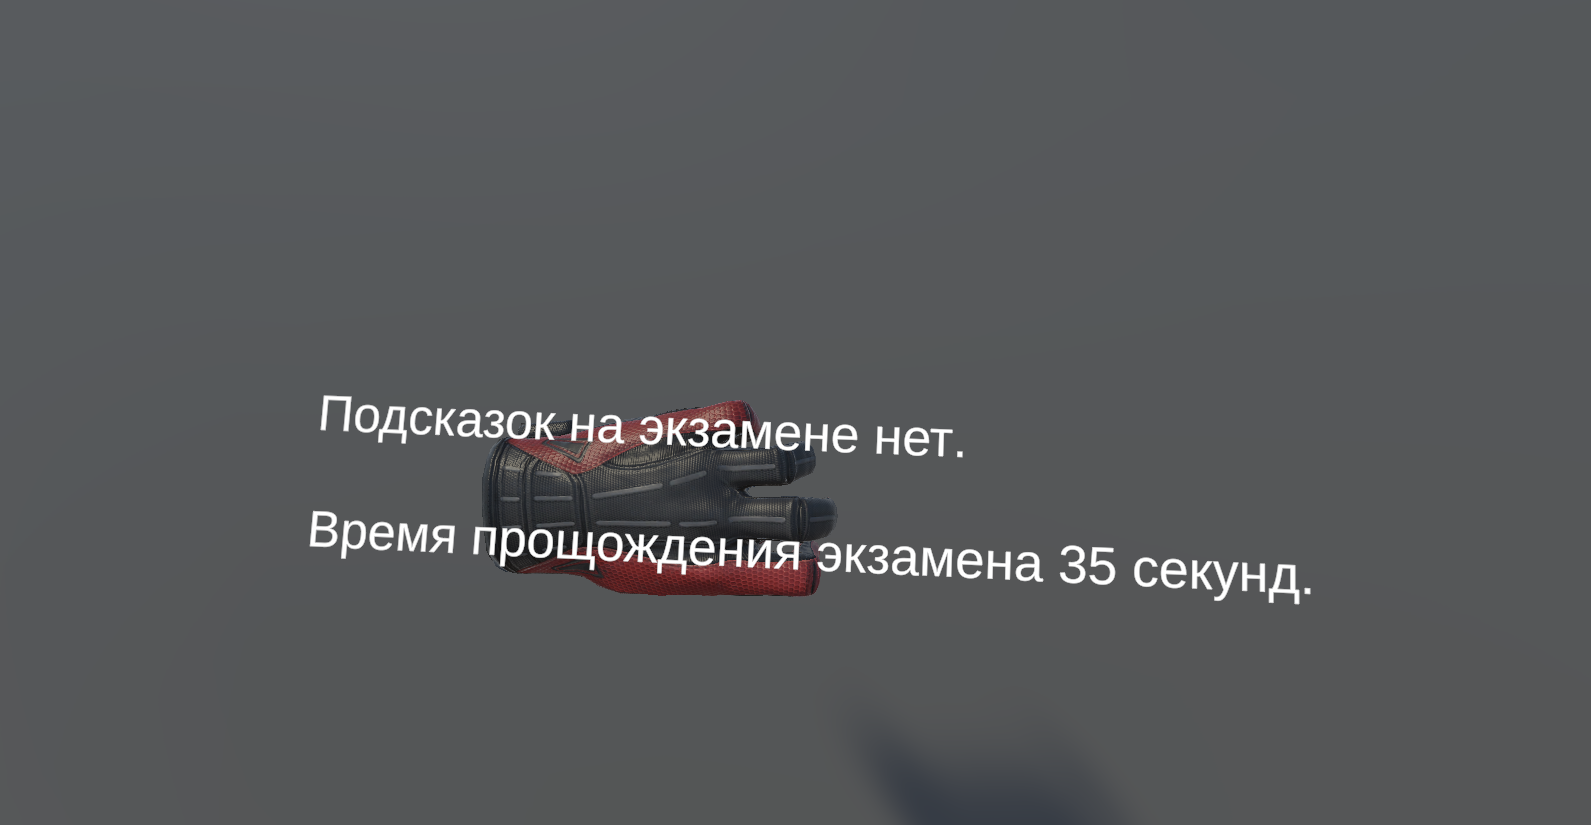 Подсказок на экзамене нет.
Время прощождения экзамена 35 секунд.